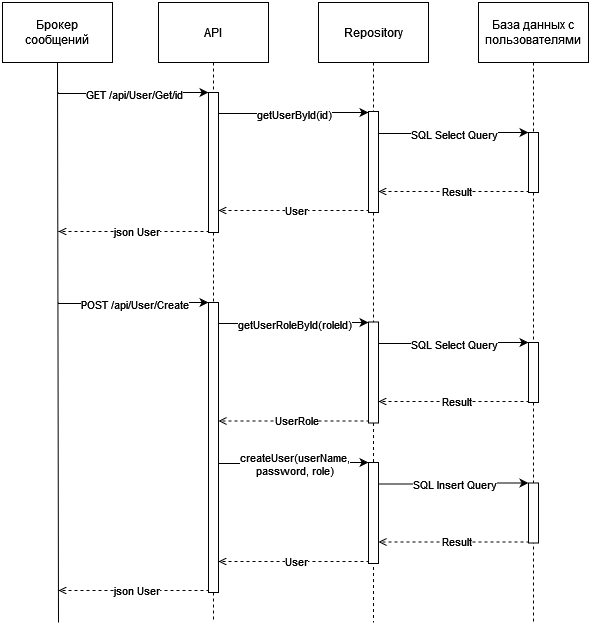 Брокер
сообщений
API
Repository
База данных с
пользователями
GET /api/User/Get/id
getUserById(id)
SQL Select Query
Result
User
json User
POST /api/User/Create
getUserRoleById(roleId)
SQL Select Query
Result
UserRole
createUser(userName,
password, role)
SQL Insert Query
Result
User
json User